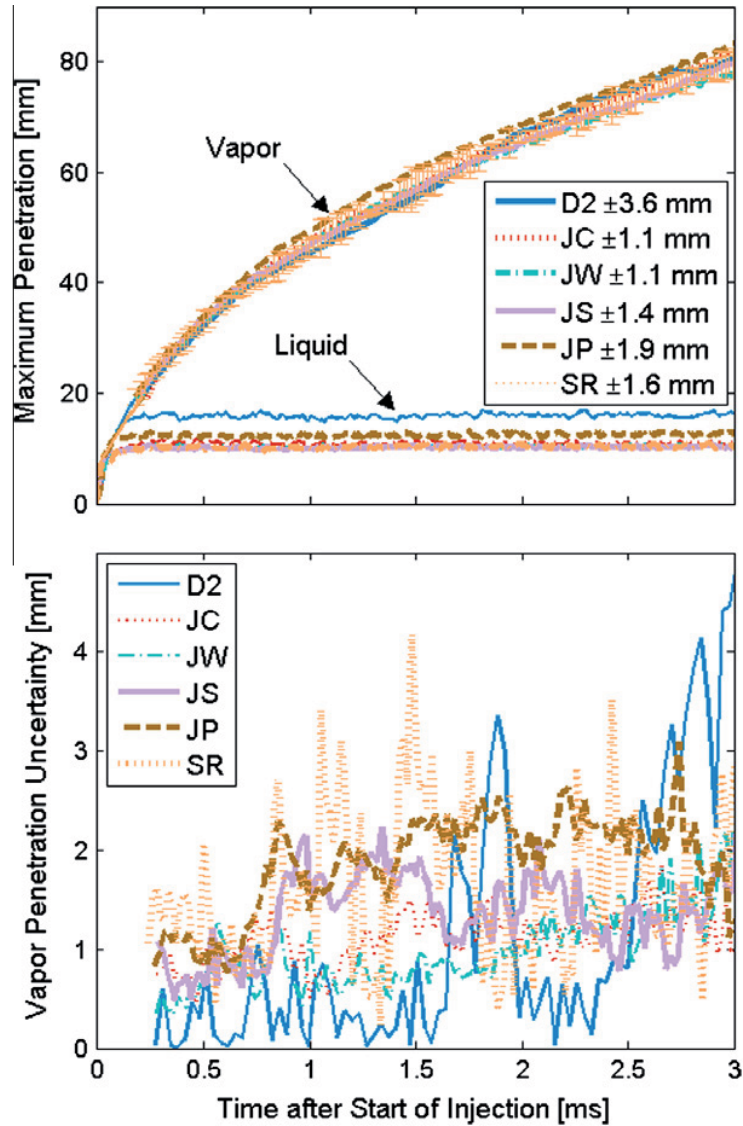 Maximum Penetration [mm]
80
60
40
20
0
Vapor
Liquid
D2 ±3.6 mm
JC ±1.1 mm
JW ±1.1 mm
JS ±1.4 mm
JP ±1.9 mm
SR ±1.6 mm
Vapor Penetration Uncertainty [mm]
4
3
2
1
0
D2
JC
JW
JS
JP
SR
0 0.5 1 1.5 2 2.5 3
Time after Start of Injection [ms]